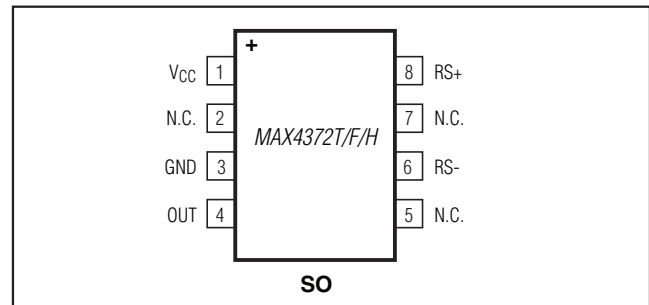 +
VCC 1 8 RS+
N.C. 2 7 N.C.
MAX4372T/F/H
GND 3 6 RS-
OUT 4 5 N.C.
SO